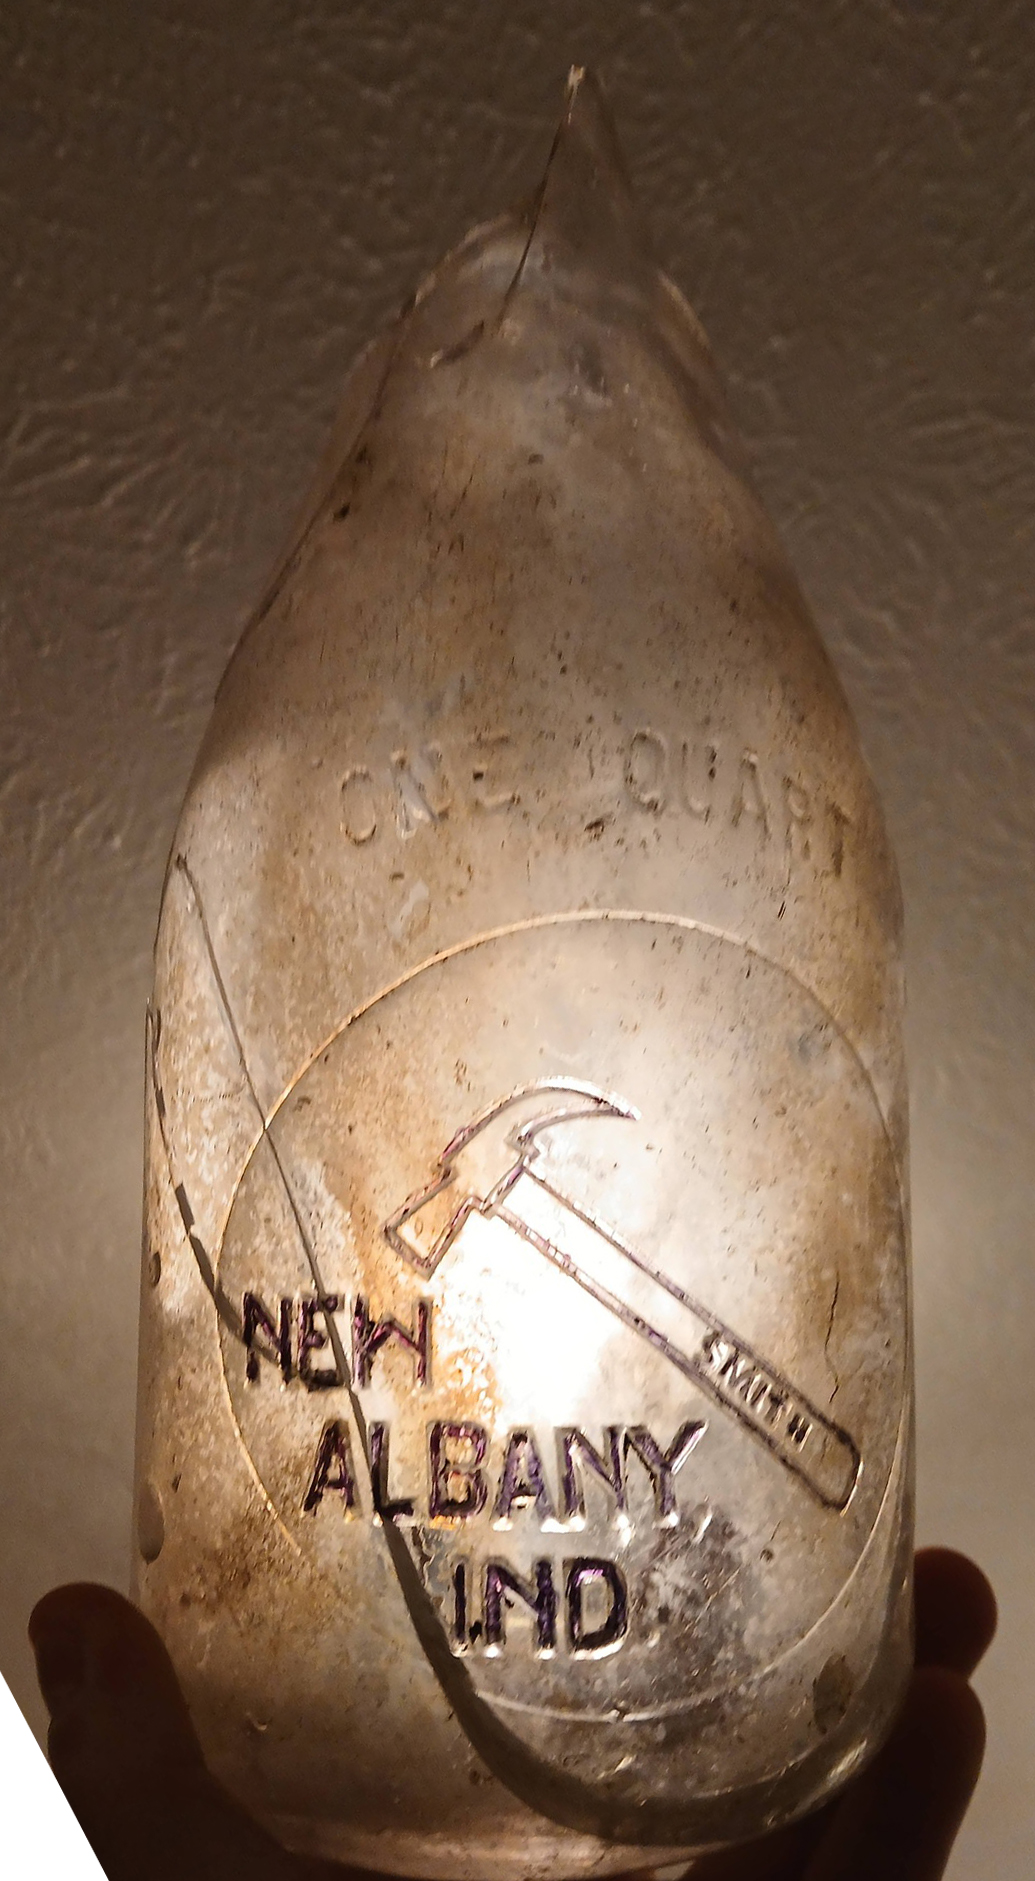 ONE QUART
SMITH
NEW
ALBANY,
IND